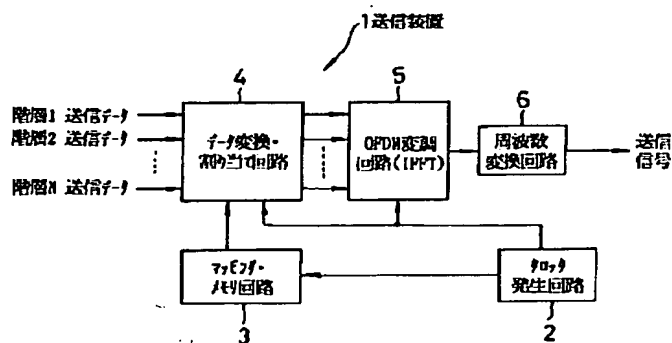 1 送信装置
4
5
6
階層1 送信データ
階層2 送信データ
階層N 送信データ
データ変換・
割り当て回路
OFDM変調
回路(IFFT)
周波数
変換回路
送信
信号
マッピング・
メモリ回路
クロック
発生回路
3
2